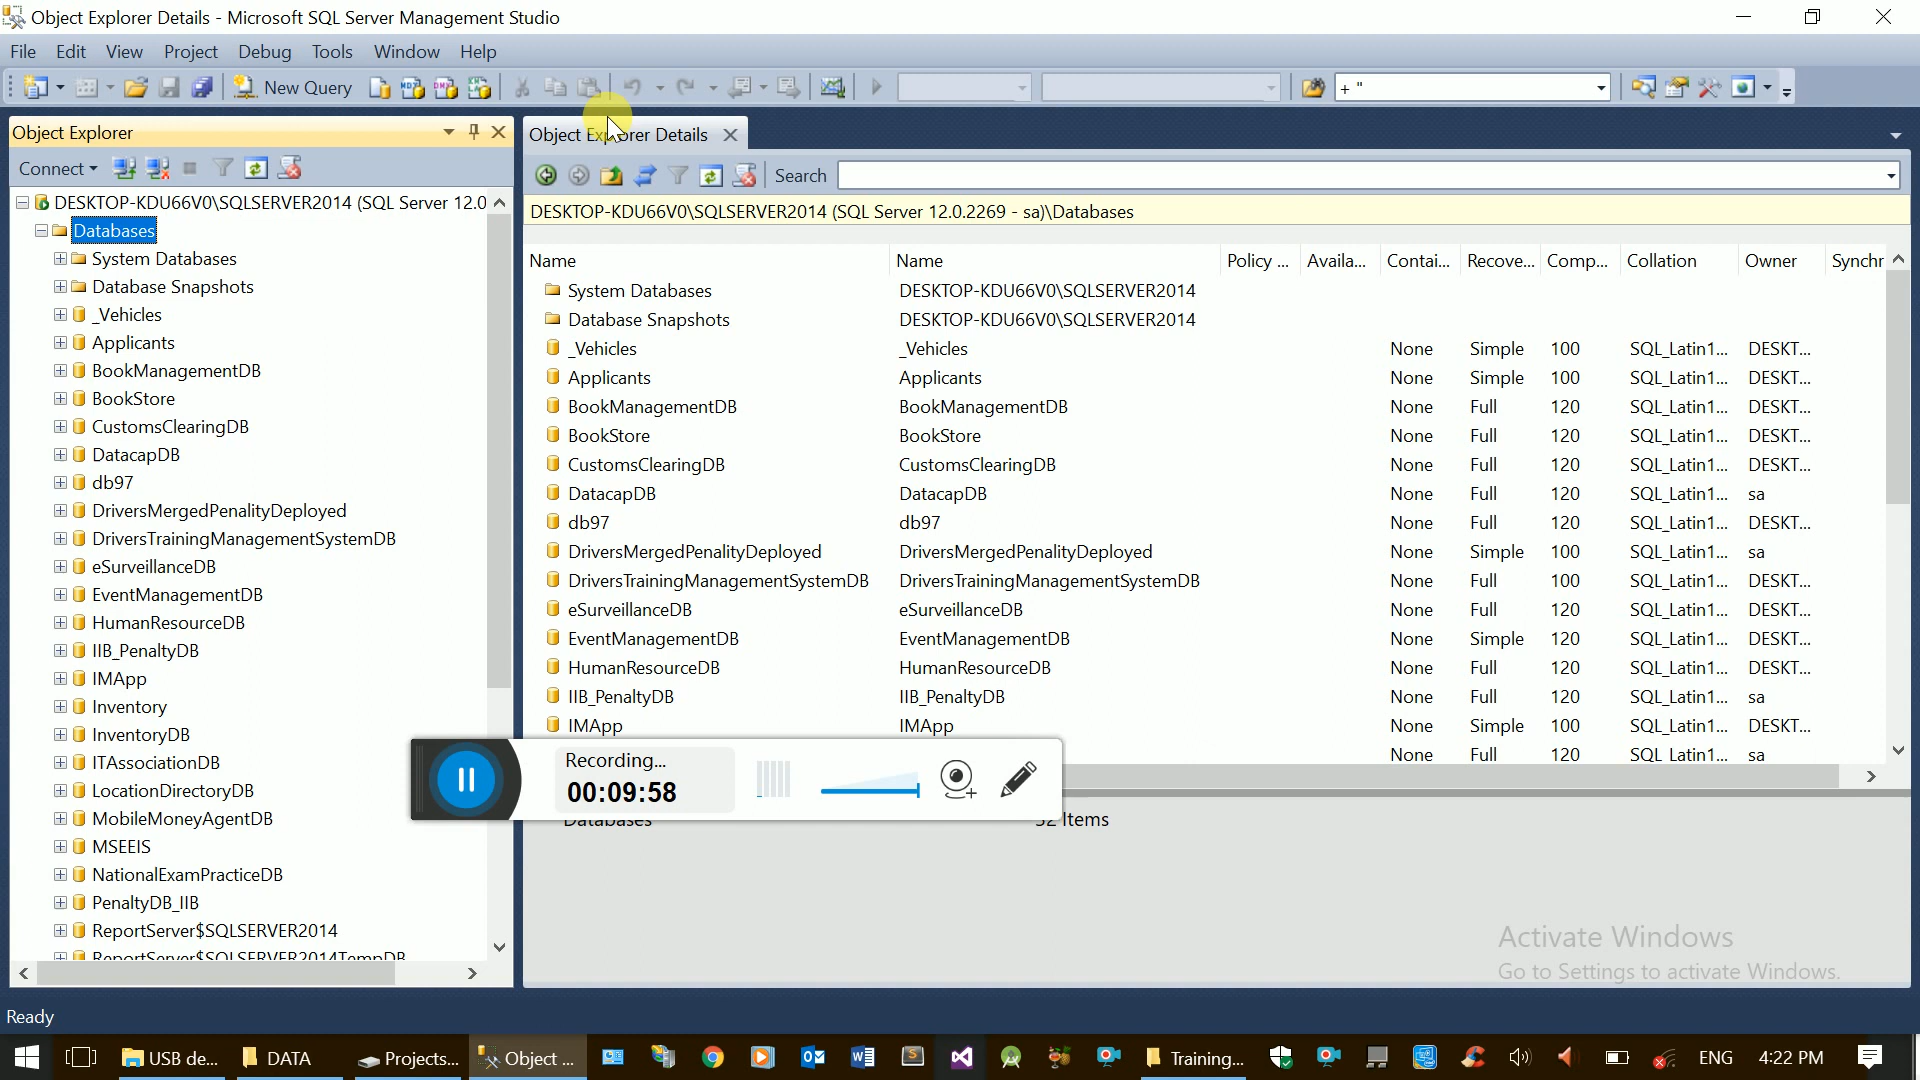 Object Explorer Details - Microsoft SQL Server Management Studio
File Edit View Project Debug Tools Window Help
New Query MDX DMX XMLA + "
Object Explorer
Connect
DESKTOP-KDU66V0\SQLSERVER2014 (SQL Server 12.0
Databases
System Databases
Database Snapshots
_Vehicles
Applicants
BookManagementDB
BookStore
CustomsClearingDB
DatacapDB
db97
DriversMergedPenalityDeployed
DriversTrainingManagementSystemDB
eSurveillanceDB
EventManagementDB
HumanResourceDB
IIB_PenaltyDB
IMApp
Inventory
InventoryDB
ITAssociationDB
LocationDirectoryDB
MobileMoneyAgentDB
MSEEIS
NationalExamPracticeDB
PenaltyDB_IIB
ReportServer$SQLSERVER2014
ReportServer$SQLSERVER2014TempDB
Object Explorer Details
Search
DESKTOP-KDU66V0\SQLSERVER2014 (SQL Server 12.0.2269 - sa)\Databases
Name Name Policy ... Availa... Contai... Recove... Comp... Collation Owner Synchr
System Databases DESKTOP-KDU66V0\SQLSERVER2014
Database Snapshots DESKTOP-KDU66V0\SQLSERVER2014
_Vehicles _Vehicles None Simple 100 SQL_Latin1... DESKT...
Applicants Applicants None Simple 100 SQL_Latin1... DESKT...
BookManagementDB BookManagementDB None Full 120 SQL_Latin1... DESKT...
BookStore BookStore None Full 120 SQL_Latin1... DESKT...
CustomsClearingDB CustomsClearingDB None Full 120 SQL_Latin1... DESKT...
DatacapDB DatacapDB None Full 120 SQL_Latin1... sa
db97 db97 None Full 120 SQL_Latin1... DESKT...
DriversMergedPenalityDeployed DriversMergedPenalityDeployed None Simple 100 SQL_Latin1... sa
DriversTrainingManagementSystemDB DriversTrainingManagementSystemDB None Full 100 SQL_Latin1... DESKT...
eSurveillanceDB eSurveillanceDB None Full 120 SQL_Latin1... DESKT...
EventManagementDB EventManagementDB None Simple 120 SQL_Latin1... DESKT...
HumanResourceDB HumanResourceDB None Full 120 SQL_Latin1... DESKT...
IIB_PenaltyDB IIB_PenaltyDB None Full 120 SQL_Latin1... sa
IMApp IMApp None Simple 100 SQL_Latin1... DESKT...
None Full 120 SQL_Latin1... sa
Recording...
00:09:58
Databases 32 Items
Activate Windows
Go to Settings to activate Windows.
Ready
USB de... DATA Projects... Object ... Training... ENG 4:22 PM